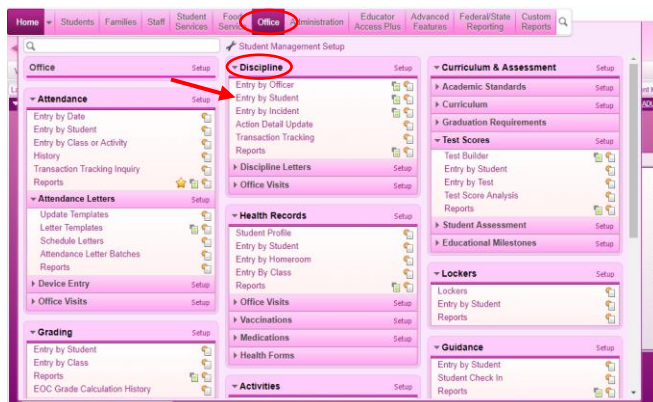 Home Students Families Staff Student Services Food Service Office Administration Educator Access Plus Advanced Features Federal/State Reporting Custom Reports
Student Management Setup
Office Setup
Attendance Setup
Entry by Date
Entry by Student
Entry by Class or Activity
History
Transaction Tracking Inquiry
Reports
Attendance Letters Setup
Update Templates
Letter Templates
Schedule Letters
Attendance Letter Batches
Reports
Device Entry Setup
Office Visits Setup
Grading Setup
Entry by Student
Entry by Class
Reports
EOC Grade Calculation History
Discipline Setup
Entry by Officer
Entry by Student
Entry by Incident
Action Detail Update
Transaction Tracking
Reports
Discipline Letters Setup
Office Visits Setup
Health Records Setup
Student Profile
Entry by Student
Entry by Homeroom
Entry By Class
Reports
Office Visits Setup
Vaccinations Setup
Medications Setup
Health Forms
Activities Setup
Curriculum & Assessment Setup
Academic Standards Setup
Curriculum Setup
Graduation Requirements
Test Scores Setup
Test Builder
Entry by Student
Entry by Test
Test Score Analysis
Reports
Student Assessment Setup
Educational Milestones Setup
Lockers Setup
Lockers
Entry by Student
Reports
Guidance Setup
Entry by Student
Student Check In
Reports